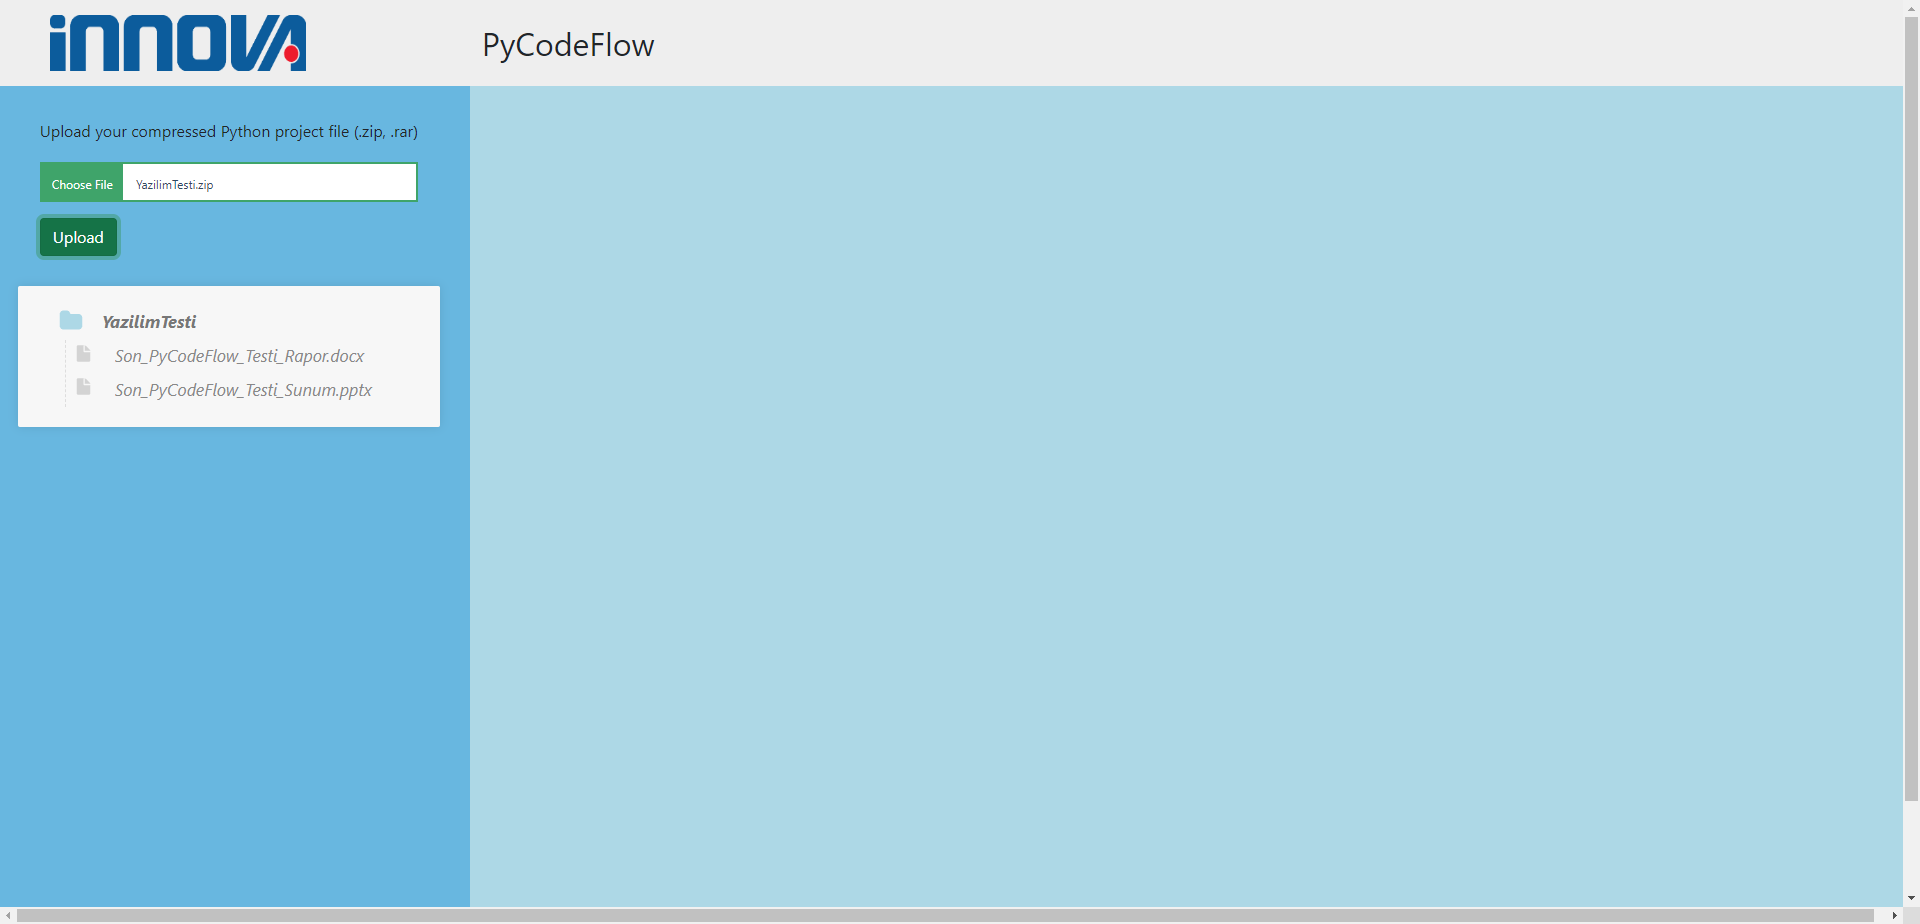 innova
PyCodeFlow
Upload your compressed Python project file (.zip, .rar)
Choose File YazilimTesti.zip
Upload
YazilimTesti
Son_PyCodeFlow_Testi_Rapor.docx
Son_PyCodeFlow_Testi_Sunum.pptx